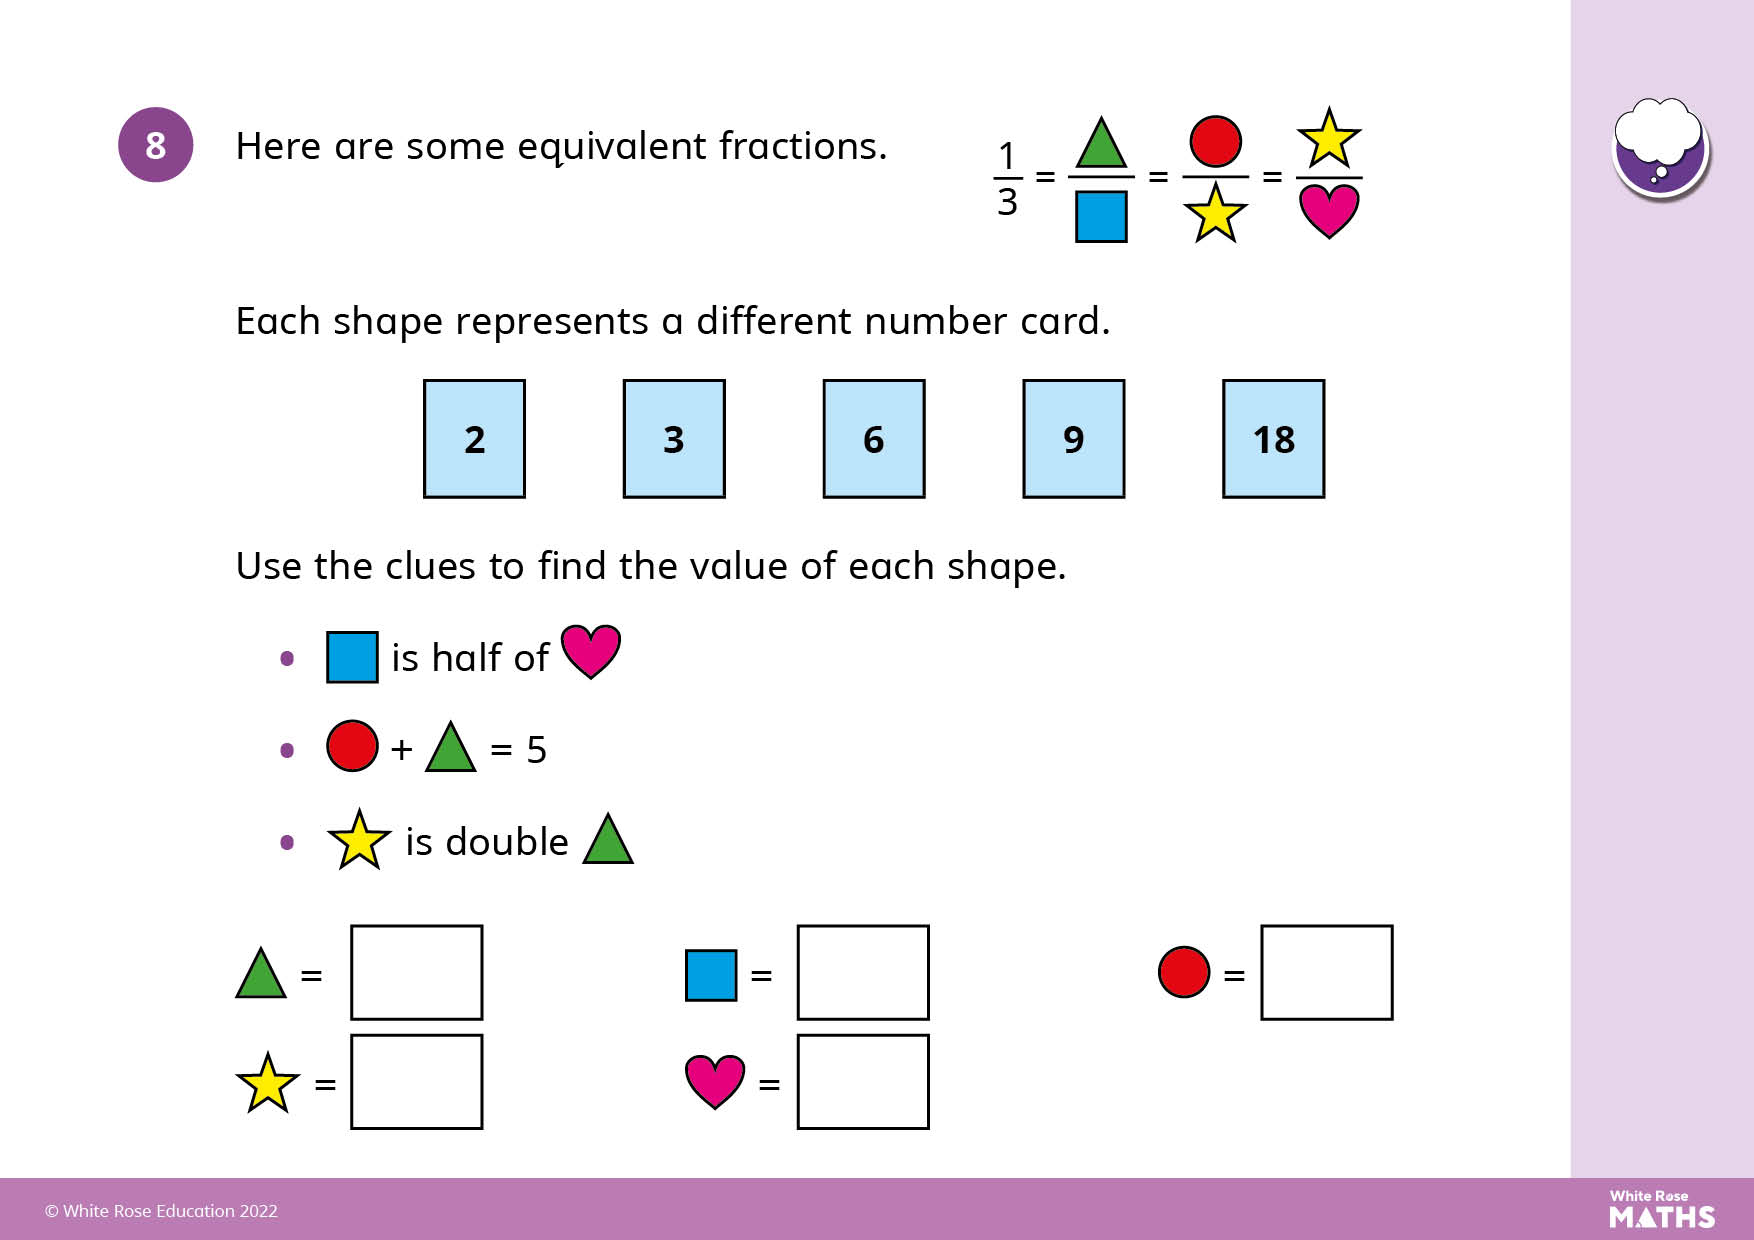 8 Here are some equivalent fractions. 1/3 = = =
Each shape represents a different number card.
2 3 6 9 18
Use the clues to find the value of each shape.
• is half of
• + = 5
• is double
= = =
= =
© White Rose Education 2022
White Rose
MATHS